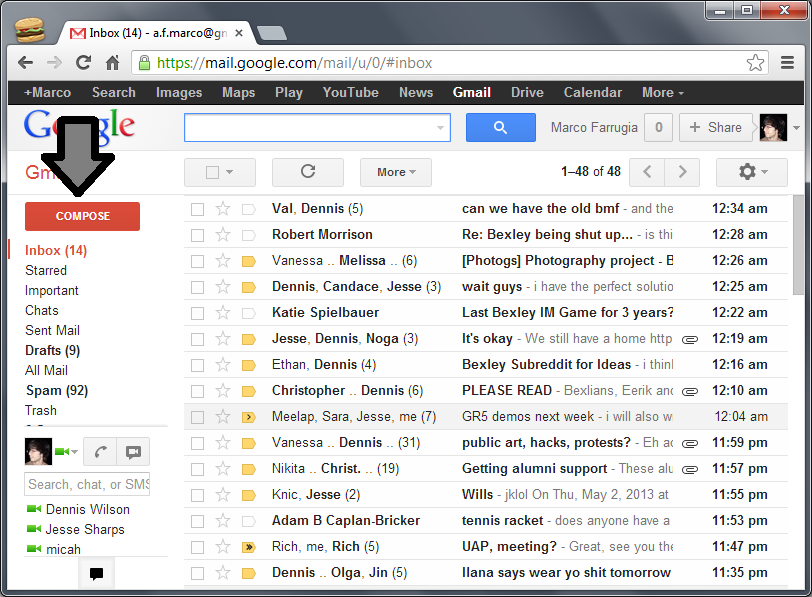 Inbox (14) - a.f.marco@gn
https://mail.google.com/mail/u/0/#inbox
+Marco Search Images Maps Play YouTube News Gmail Drive Calendar More
Google Marco Farrugia 0 + Share
More 1–48 of 48
COMPOSE
Inbox (14)
Starred
Important
Chats
Sent Mail
Drafts (9)
All Mail
Spam (92)
Trash
Search, chat, or SMS
Dennis Wilson
Jesse Sharps
micah
Val, Dennis (5) can we have the old bmf - and the 12:34 am
Robert Morrison Re: Bexley being shut up... - is thi 12:28 am
Vanessa .. Melissa .. (6) [Photogs] Photography project - B 12:26 am
Dennis, Candace, Jesse (3) wait guys - i have the perfect solutio 12:25 am
Katie Spielbauer Last Bexley IM Game for 3 years? 12:22 am
Jesse, Dennis, Noga (3) It's okay - We still have a home http 12:19 am
Ethan, Dennis (4) Bexley Subreddit for Ideas - i thin 12:16 am
Christopher .. Dennis (6) PLEASE READ - Bexlians, Eerik and 12:10 am
Meelap, Sara, Jesse, me (7) GR5 demos next week - i will also w 12:04 am
Vanessa .. Dennis .. (31) public art, hacks, protests? - Eh ac 11:59 pm
Nikita .. Christ. .. (19) Getting alumni support - These alu 11:57 pm
Knic, Jesse (2) Wills - jklol On Thu, May 2, 2013 at 11:55 pm
Adam B Caplan-Bricker tennis racket - does anyone have a 11:53 pm
Rich, me, Rich (5) UAP, meeting? - Great, see you the 11:47 pm
Dennis .. Olga, Jin (5) Ilana says wear yo shit tomorrow 11:35 pm